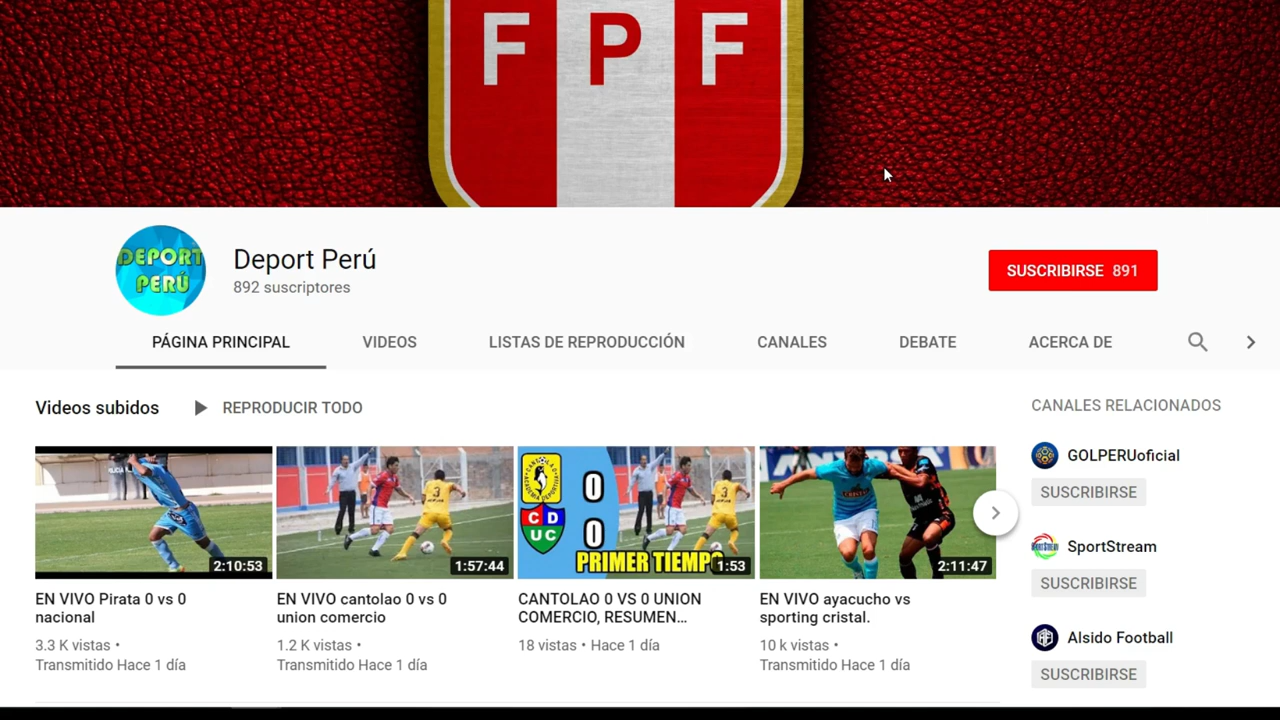 F P F
DEPORT
PERÚ
Deport Perú
892 suscriptores
SUSCRIBIRSE 891
PÁGINA PRINCIPAL
VIDEOS
LISTAS DE REPRODUCCIÓN
CANALES
DEBATE
ACERCA DE
Videos subidos
REPRODUCIR TODO
2:10:53
EN VIVO Pirata 0 vs 0
nacional
3.3 K vistas •
Transmitido Hace 1 día
3
1:57:44
EN VIVO cantolao 0 vs 0
union comercio
1.2 K vistas •
Transmitido Hace 1 día
0
0
CD
UC
3
PRIMER TIEMPO
1:53
CANTOLAO 0 VS 0 UNION
COMERCIO, RESUMEN...
18 vistas • Hace 1 día
2:11:47
EN VIVO ayacucho vs
sporting cristal.
10 k vistas •
Transmitido Hace 1 día
CANALES RELACIONADOS
GOLPERUoficial
SUSCRIBIRSE
SportStream
SUSCRIBIRSE
Alsido Football
SUSCRIBIRSE